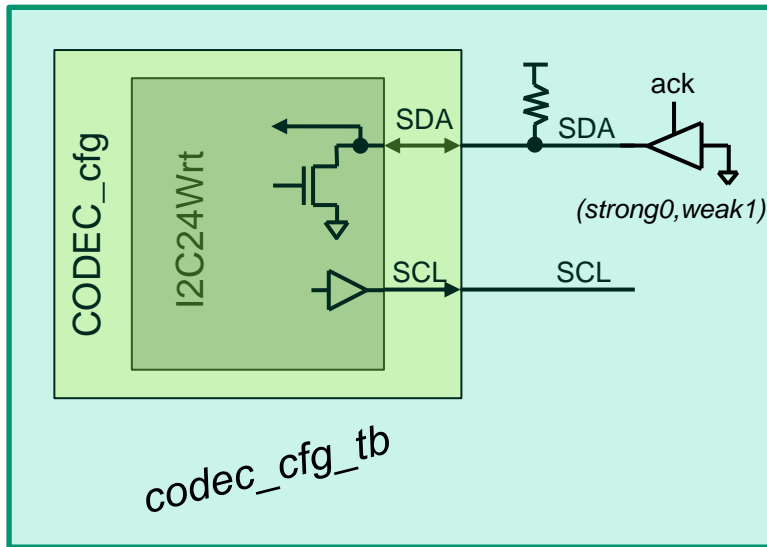 CODEC_cfg
I2C24Wrt
SDA
SDA
ack
(strong0,weak1)
SCL
SCL
codec_cfg_tb